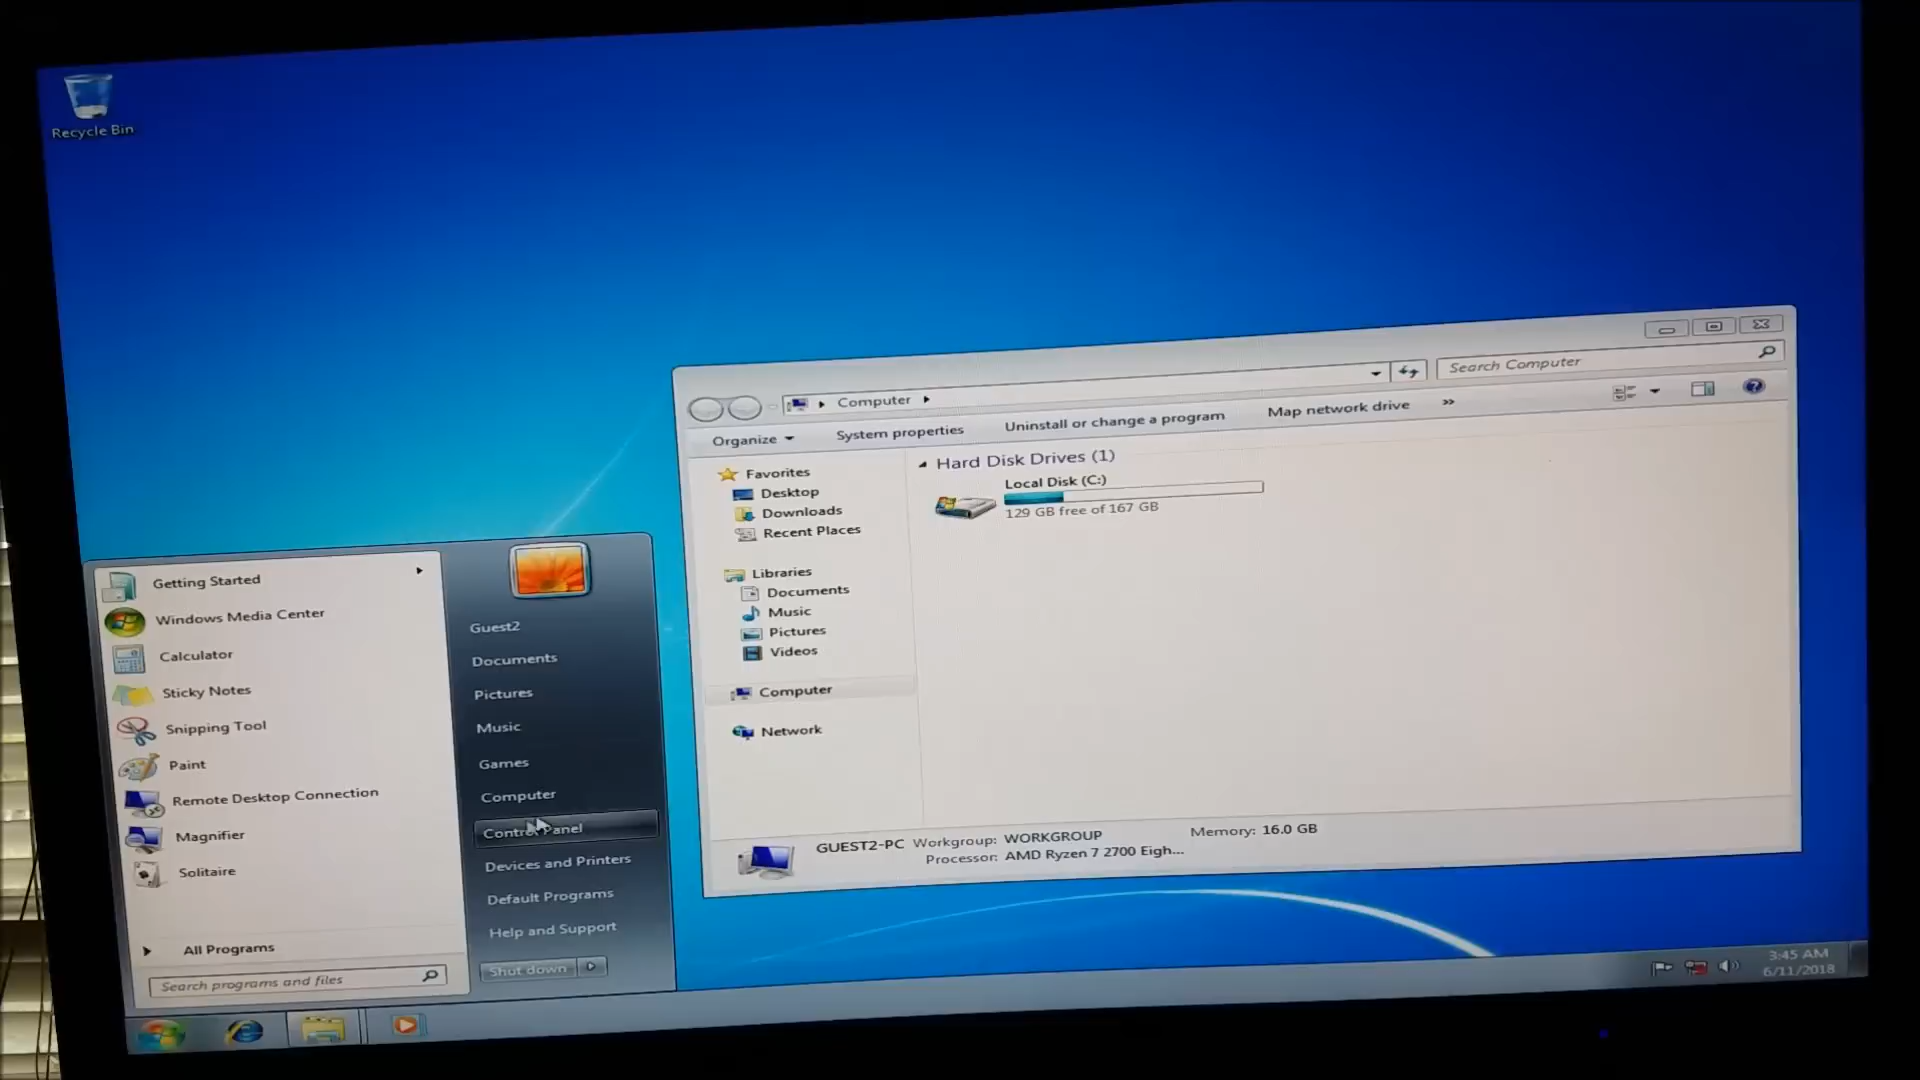 Recycle Bin
Computer
Search Computer
Organize
System properties
Uninstall or change a program
Map network drive
»
Favorites
Desktop
Downloads
Recent Places
Libraries
Documents
Music
Pictures
Videos
Computer
Network
Hard Disk Drives (1)
Local Disk (C:)
129 GB free of 167 GB
GUEST2-PC Workgroup: WORKGROUP Memory: 16.0 GB
Processor: AMD Ryzen 7 2700 Eigh...
Getting Started
Windows Media Center
Calculator
Sticky Notes
Snipping Tool
Paint
Remote Desktop Connection
Magnifier
Solitaire
All Programs
Search programs and files
Guest2
Documents
Pictures
Music
Games
Computer
Control Panel
Devices and Printers
Default Programs
Help and Support
Shut down
3:45 AM
6/11/2018